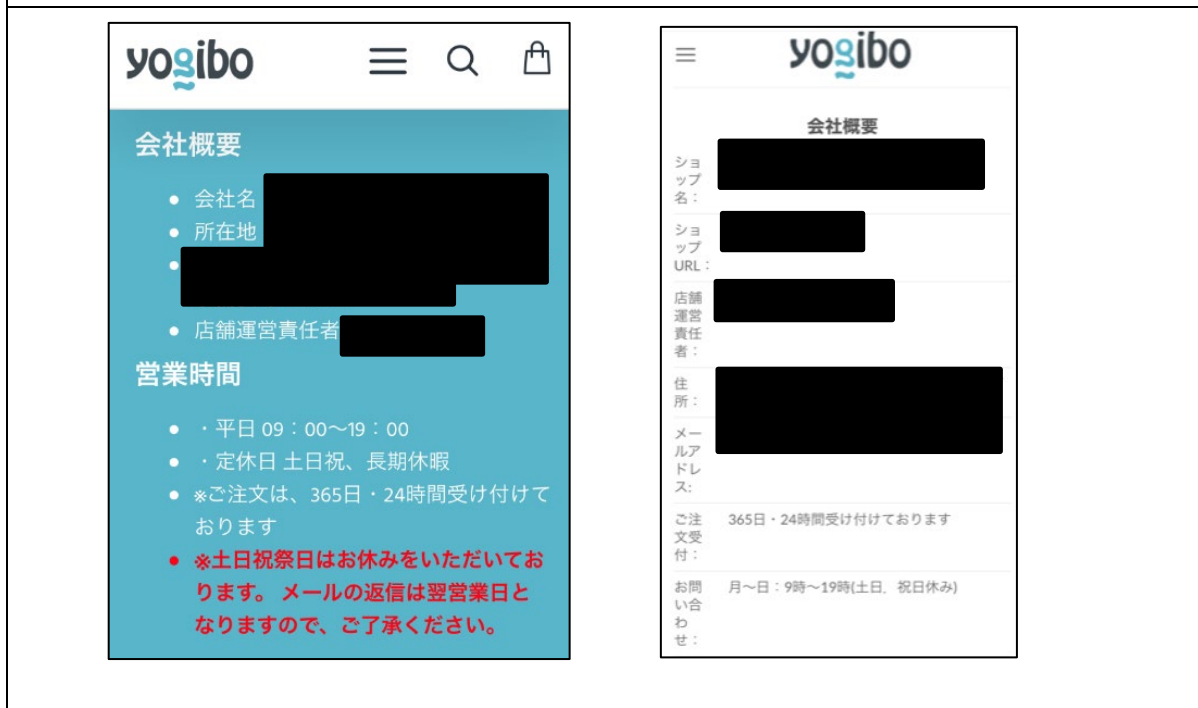 yogibo
会社概要
会社名
所在地
店舗運営責任者
営業時間
・平日 09：00～19：00
・定休日 土日祝、長期休暇
※ご注文は、365日・24時間受け付けて
おります
※土日祝祭日はお休みをいただいてお
ります。 メールの返信は翌営業日と
なりますので、ご了承ください。
yogibo
会社概要
ショ
ップ
名：
ショ
ップ
URL：
店舗
運営
責任
者：
住
所：
メー
ルア
ドレ
ス:
ご注
文受
付：
365日・24時間受け付けております
お問
い合
わ
せ：
月～日：9時～19時(土日, 祝日休み)